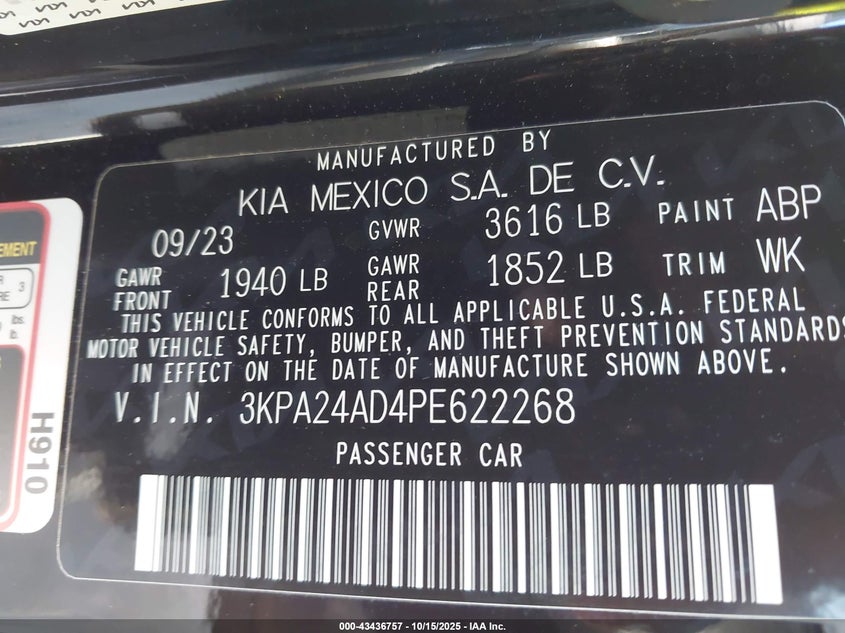 MANUFACTURED BY
KIA MEXICO S.A. DE C.V.
09/23 GVWR 3616 LB PAINT ABP
GAWR FRONT 1940 LB GAWR REAR 1852 LB TRIM WK
THIS VEHICLE CONFORMS TO ALL APPLICABLE U.S.A. FEDERAL
MOTOR VEHICLE SAFETY, BUMPER, AND THEFT PREVENTION STANDARDS
IN EFFECT ON THE DATE OF MANUFACTURE SHOWN ABOVE.
V.I.N. 3KPA24AD4PE622268
PASSENGER CAR
3
lbs.
lb.
H910
000-43436757 - 10/15/2025 - IAA Inc.